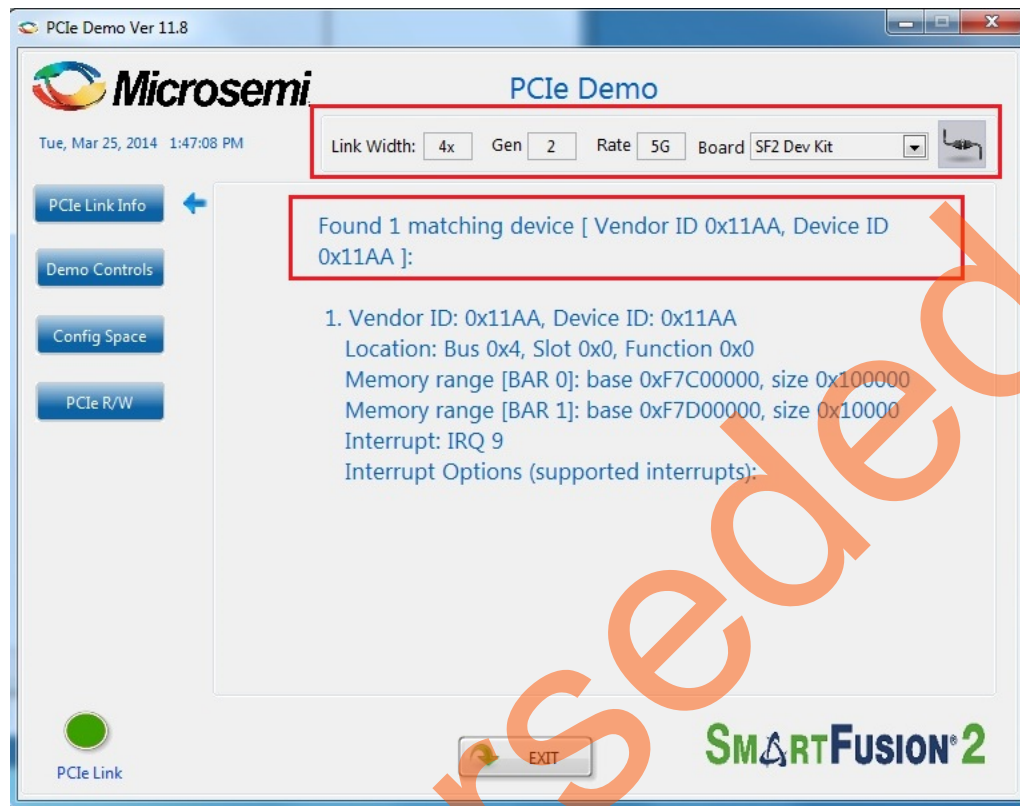 PCIe Demo Ver 11.8
Microsemi
PCIe Demo
Tue, Mar 25, 2014 1:47:08 PM
Link Width: 4x Gen 2 Rate 5G Board SF2 Dev Kit
PCIe Link Info
Demo Controls
Config Space
PCIe R/W
Found 1 matching device [ Vendor ID 0x11AA, Device ID
0x11AA ]:
1. Vendor ID: 0x11AA, Device ID: 0x11AA
Location: Bus 0x4, Slot 0x0, Function 0x0
Memory range [BAR 0]: base 0xF7C00000, size 0x100000
Memory range [BAR 1]: base 0xF7D00000, size 0x10000
Interrupt: IRQ 9
Interrupt Options (supported interrupts):
PCIe Link
EXIT
SMARTFUSION®2
rseded